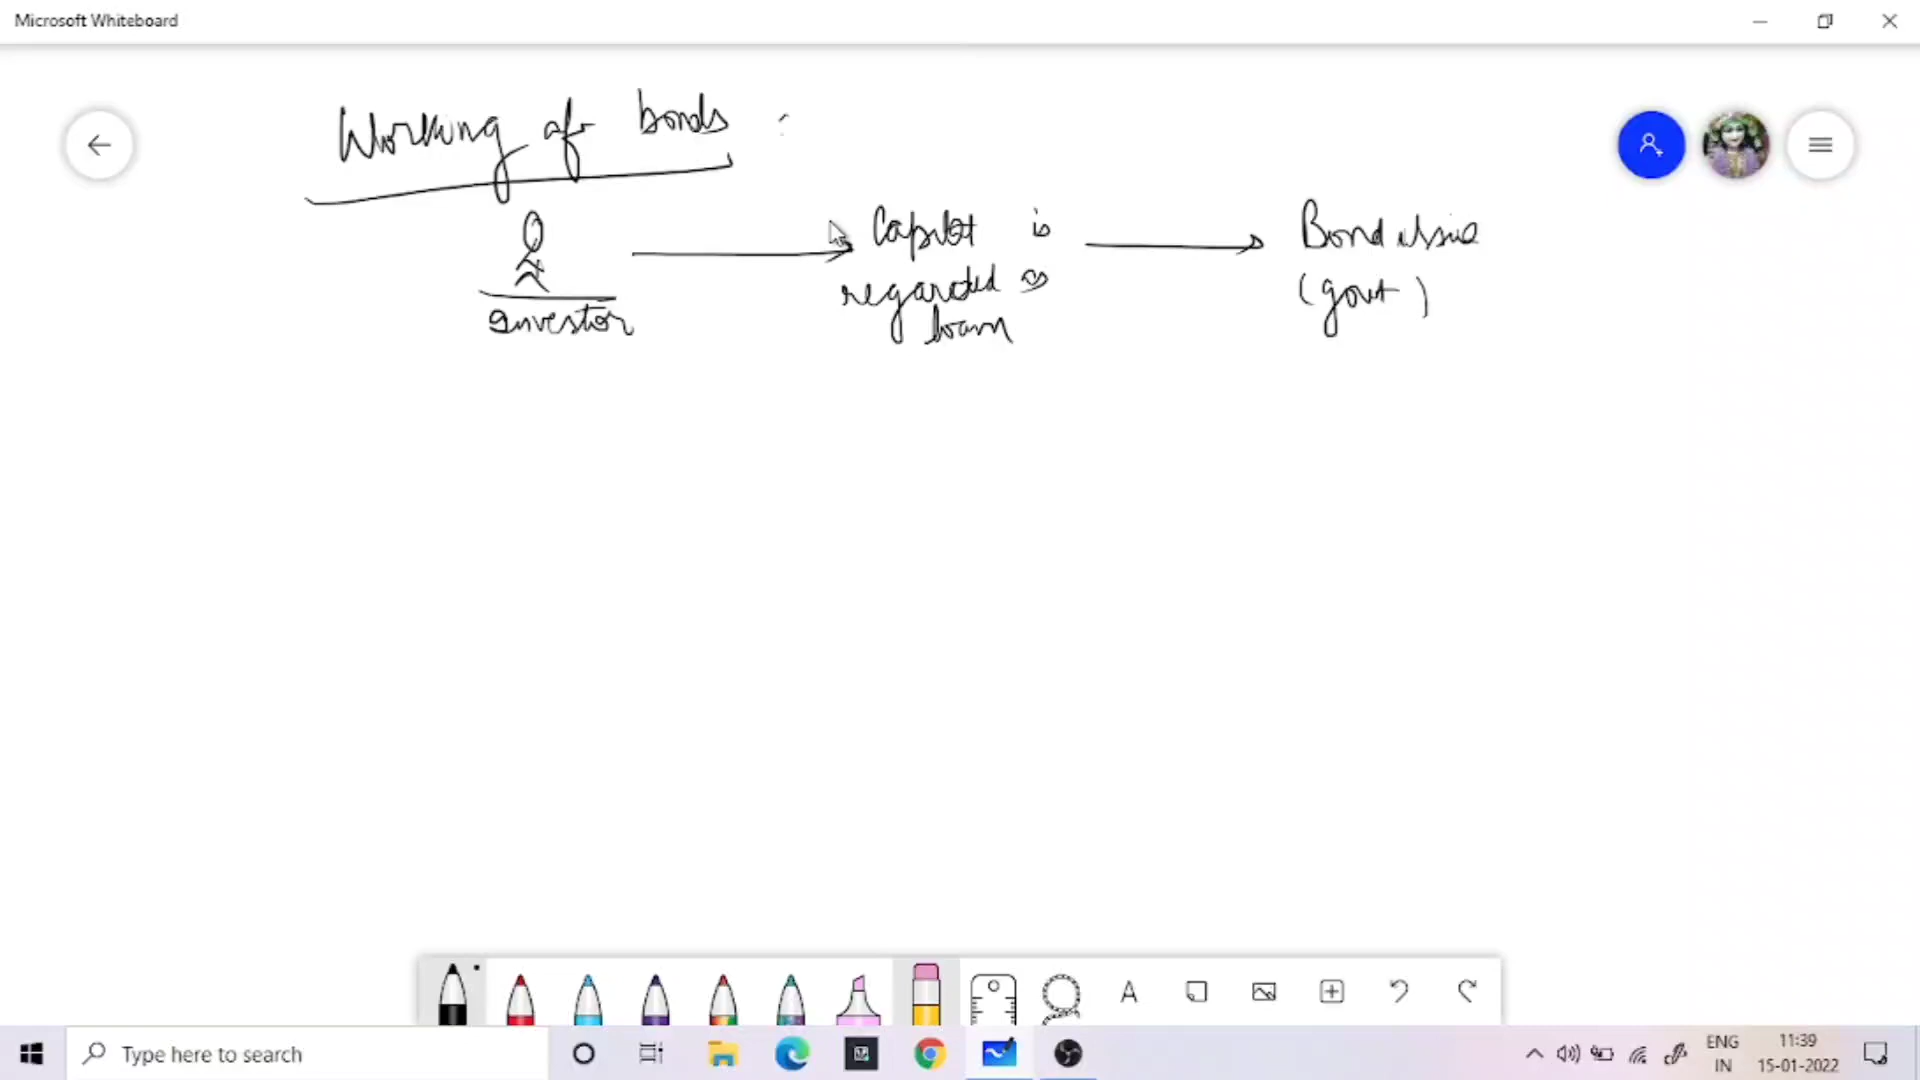 Microsoft Whiteboard
Working of bonds :
Capital is
regarded as
loan
Investor
Bond issue
(govt)
A
Type here to search
ENG
IN
11:39
15-01-2022